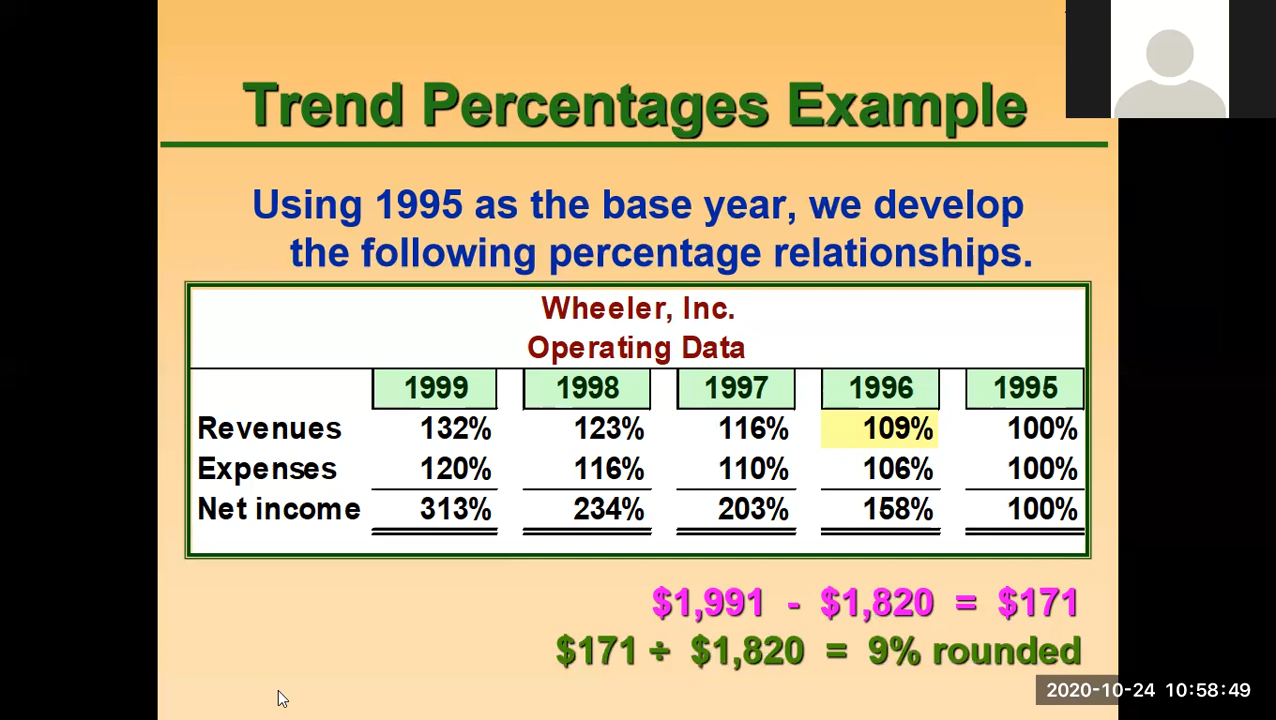 Trend Percentages Example
Using 1995 as the base year, we develop
the following percentage relationships.
Wheeler, Inc.
Operating Data
1999 1998 1997 1996 1995
Revenues 132% 123% 116% 109% 100%
Expenses 120% 116% 110% 106% 100%
Net income 313% 234% 203% 158% 100%
$1,991 - $1,820 = $171
$171 ÷ $1,820 = 9% rounded
2020-10-24 10:58:49